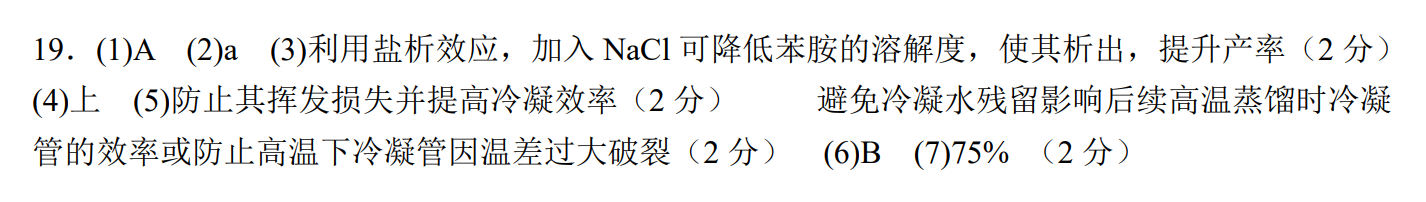 19．(1)A (2)a (3)利用盐析效应，加入 NaCl 可降低苯胺的溶解度，使其析出，提升产率（2 分）
(4)上 (5)防止其挥发损失并提高冷凝效率（2 分） 避免冷凝水残留影响后续高温蒸馏时冷凝
管的效率或防止高温下冷凝管因温差过大破裂（2 分） (6)B (7)75% （2 分）